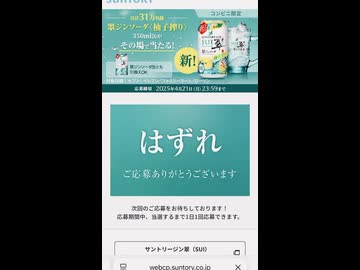 SUNTORY
コンビニ限定
合計31万名様
翠ジンソーダ〈柚子搾り〉
350ml缶が
その場で当たる!
SUI
翠
新!
翠ジンソーダ缶とも
引換えOK
応募締切 2025年4月21日(月)23:59まで
はずれ
ご応募ありがとうございます
次回のご応募をお待ちしております!
応募期間中、当選するまで1日1回応募できます。
サントリージン翠(SUI)
webcp.suntory.co.jp